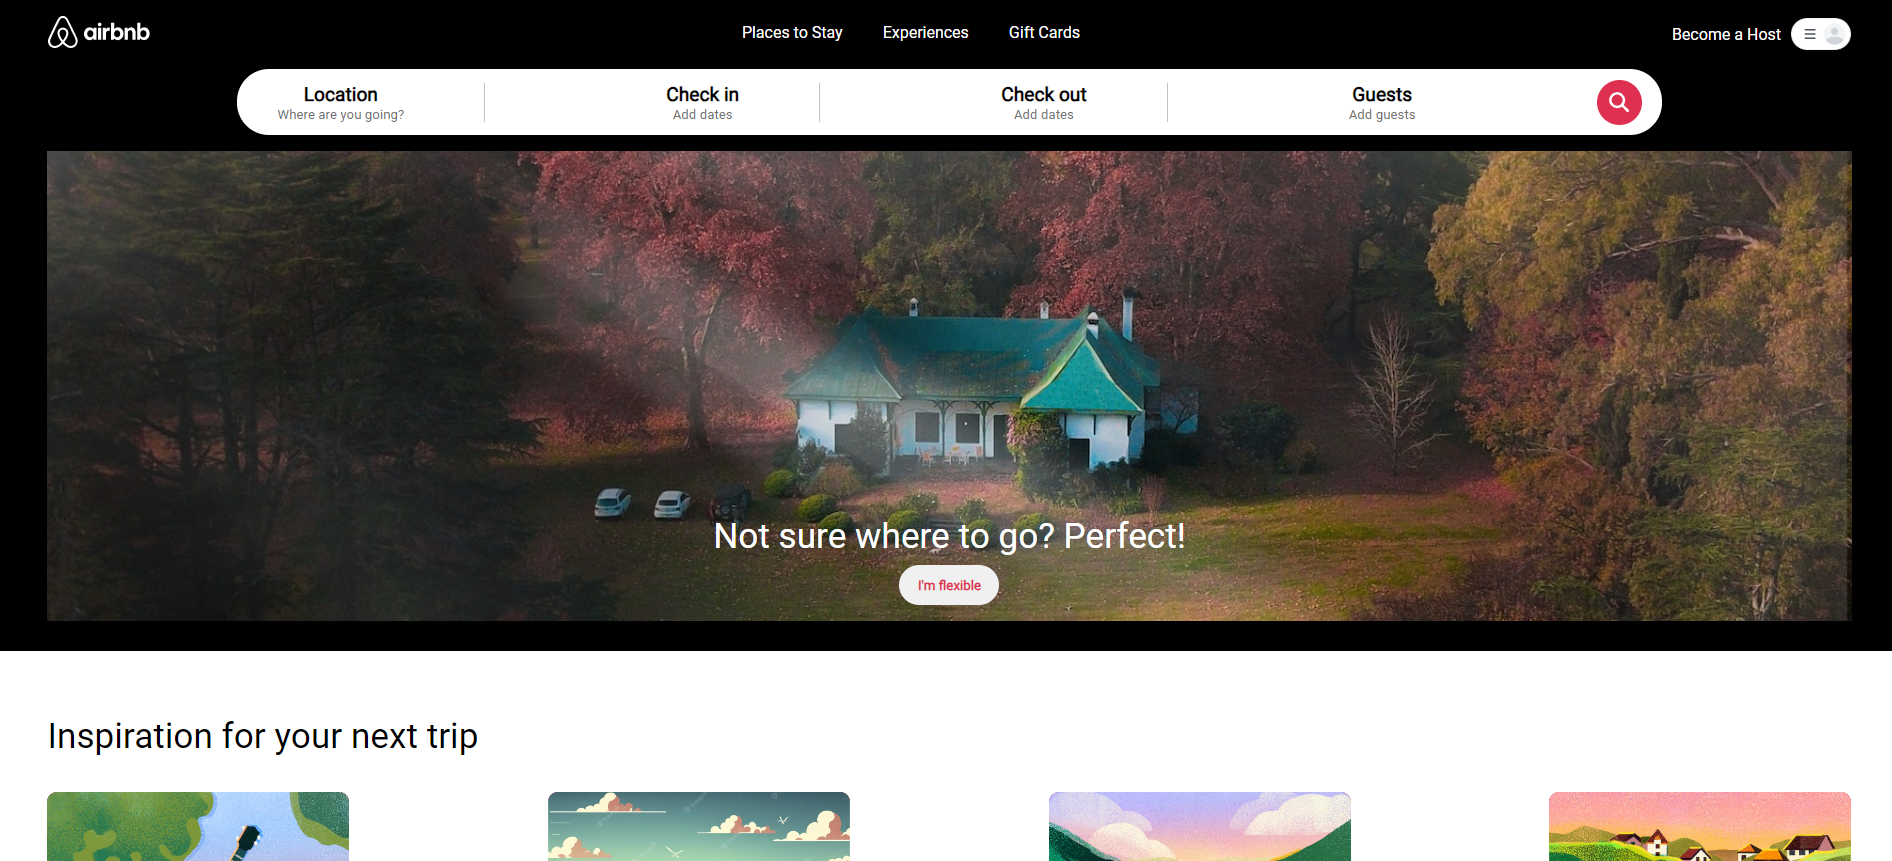 airbnb
Places to Stay
Experiences
Gift Cards
Become a Host
Location
Where are you going?
Check in
Add dates
Check out
Add dates
Guests
Add guests
Not sure where to go? Perfect!
I'm flexible
Inspiration for your next trip